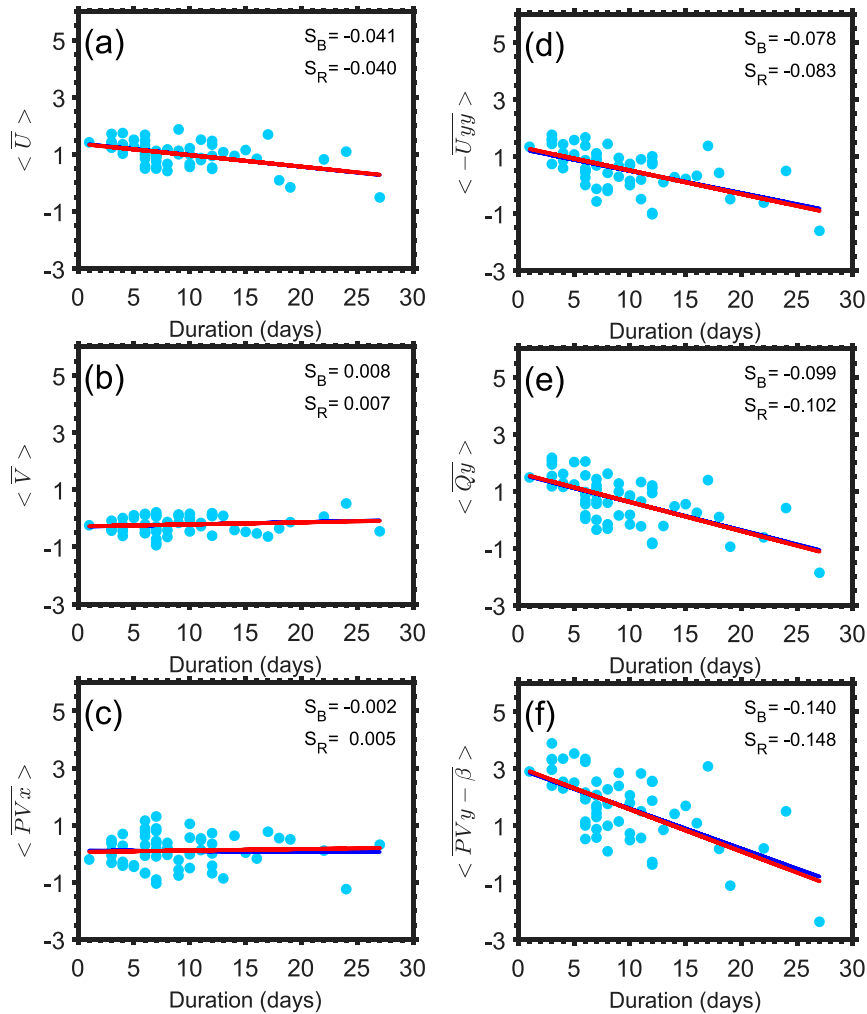 (a)
S_B= -0.041
S_R= -0.040
5
3
1
-1
-3
< \overline{U} >
0 5 10 15 20 25 30
Duration (days)
(b)
S_B= 0.008
S_R= 0.007
5
3
1
-1
-3
< \overline{V} >
0 5 10 15 20 25 30
Duration (days)
(c)
S_B= -0.002
S_R= 0.005
5
3
1
-1
-3
< \overline{PVx} >
0 5 10 15 20 25 30
Duration (days)
(d)
S_B= -0.078
S_R= -0.083
5
3
1
-1
-3
< \overline{-Uyy} >
0 5 10 15 20 25 30
Duration (days)
(e)
S_B= -0.099
S_R= -0.102
5
3
1
-1
-3
< \overline{Qy} >
0 5 10 15 20 25 30
Duration (days)
(f)
S_B= -0.140
S_R= -0.148
5
3
1
-1
-3
< \overline{PVy - β} >
0 5 10 15 20 25 30
Duration (days)